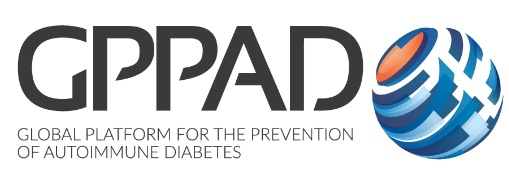 GPPAD
GLOBAL PLATFORM FOR THE PREVENTION
OF AUTOIMMUNE DIABETES